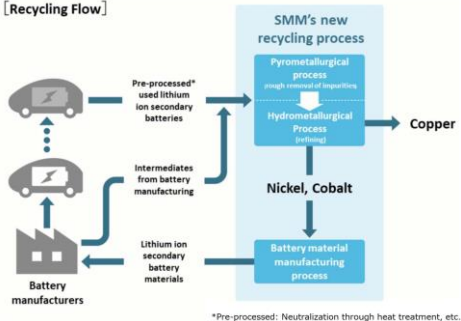 [Recycling Flow]
SMM's new
recycling process
Pyrometallurgical
process
(rough removal of impurities)
Hydrometallurgical
Process
(refining)
Copper
Pre-processed*
used lithium
ion secondary
batteries
Intermediates
from battery
manufacturing
Nickel, Cobalt
Lithium ion
secondary
battery
materials
Battery material
manufacturing
process
Battery
manufacturers
*Pre-processed: Neutralization through heat treatment, etc.